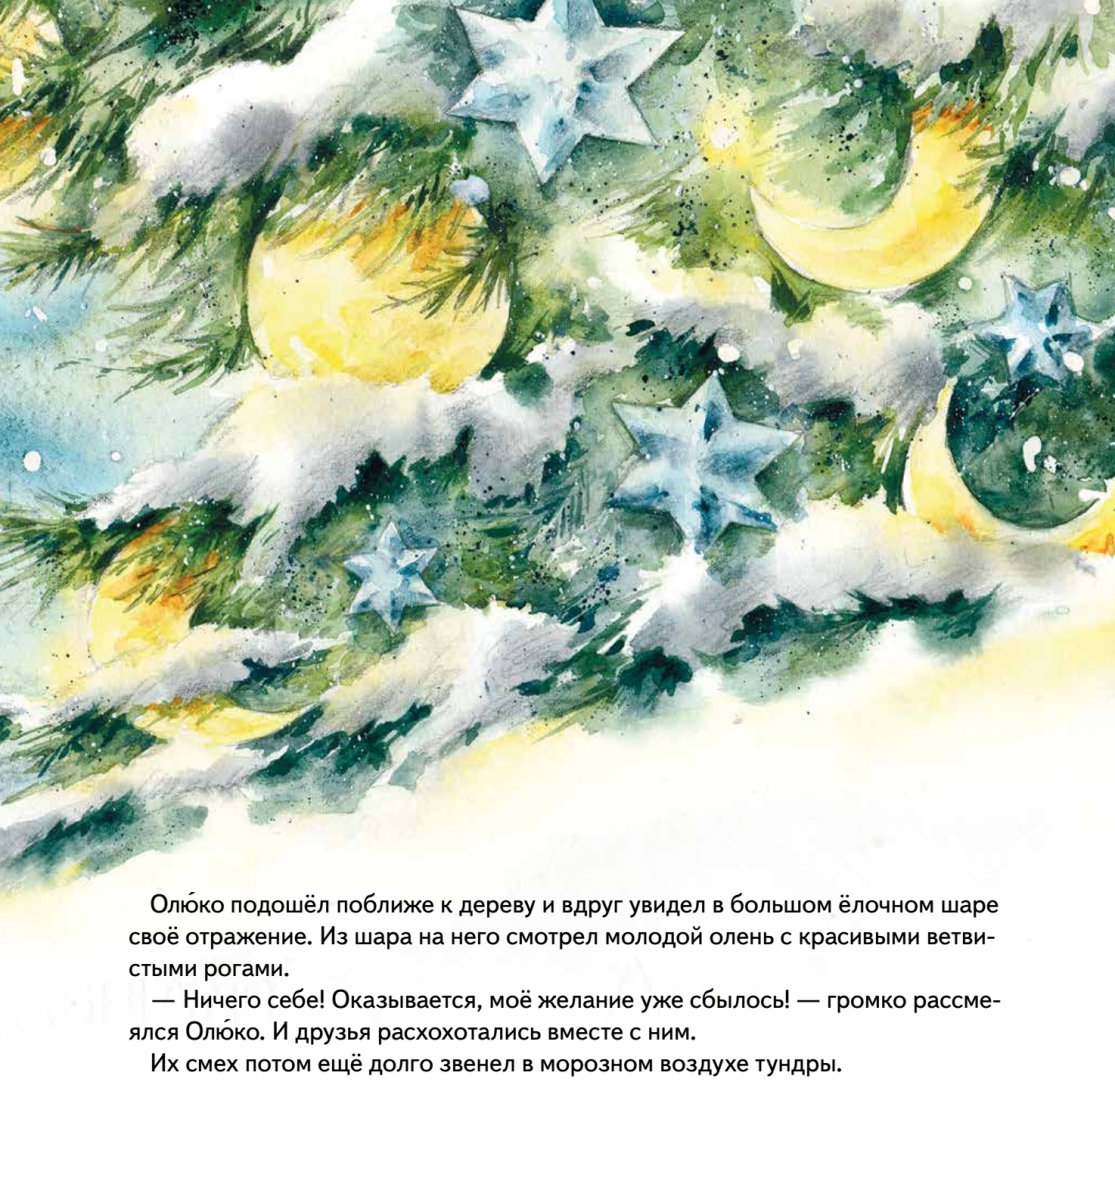 Олю́ко подошёл поближе к дереву и вдруг увидел в большом ёлочном шаре
своё отражение. Из шара на него смотрел молодой олень с красивыми ветви-
стыми рогами.
— Ничего себе! Оказывается, моё желание уже сбылось! — громко рассме-
ялся Олю́ко. И друзья расхохотались вместе с ним.
Их смех потом ещё долго звенел в морозном воздухе тундры.